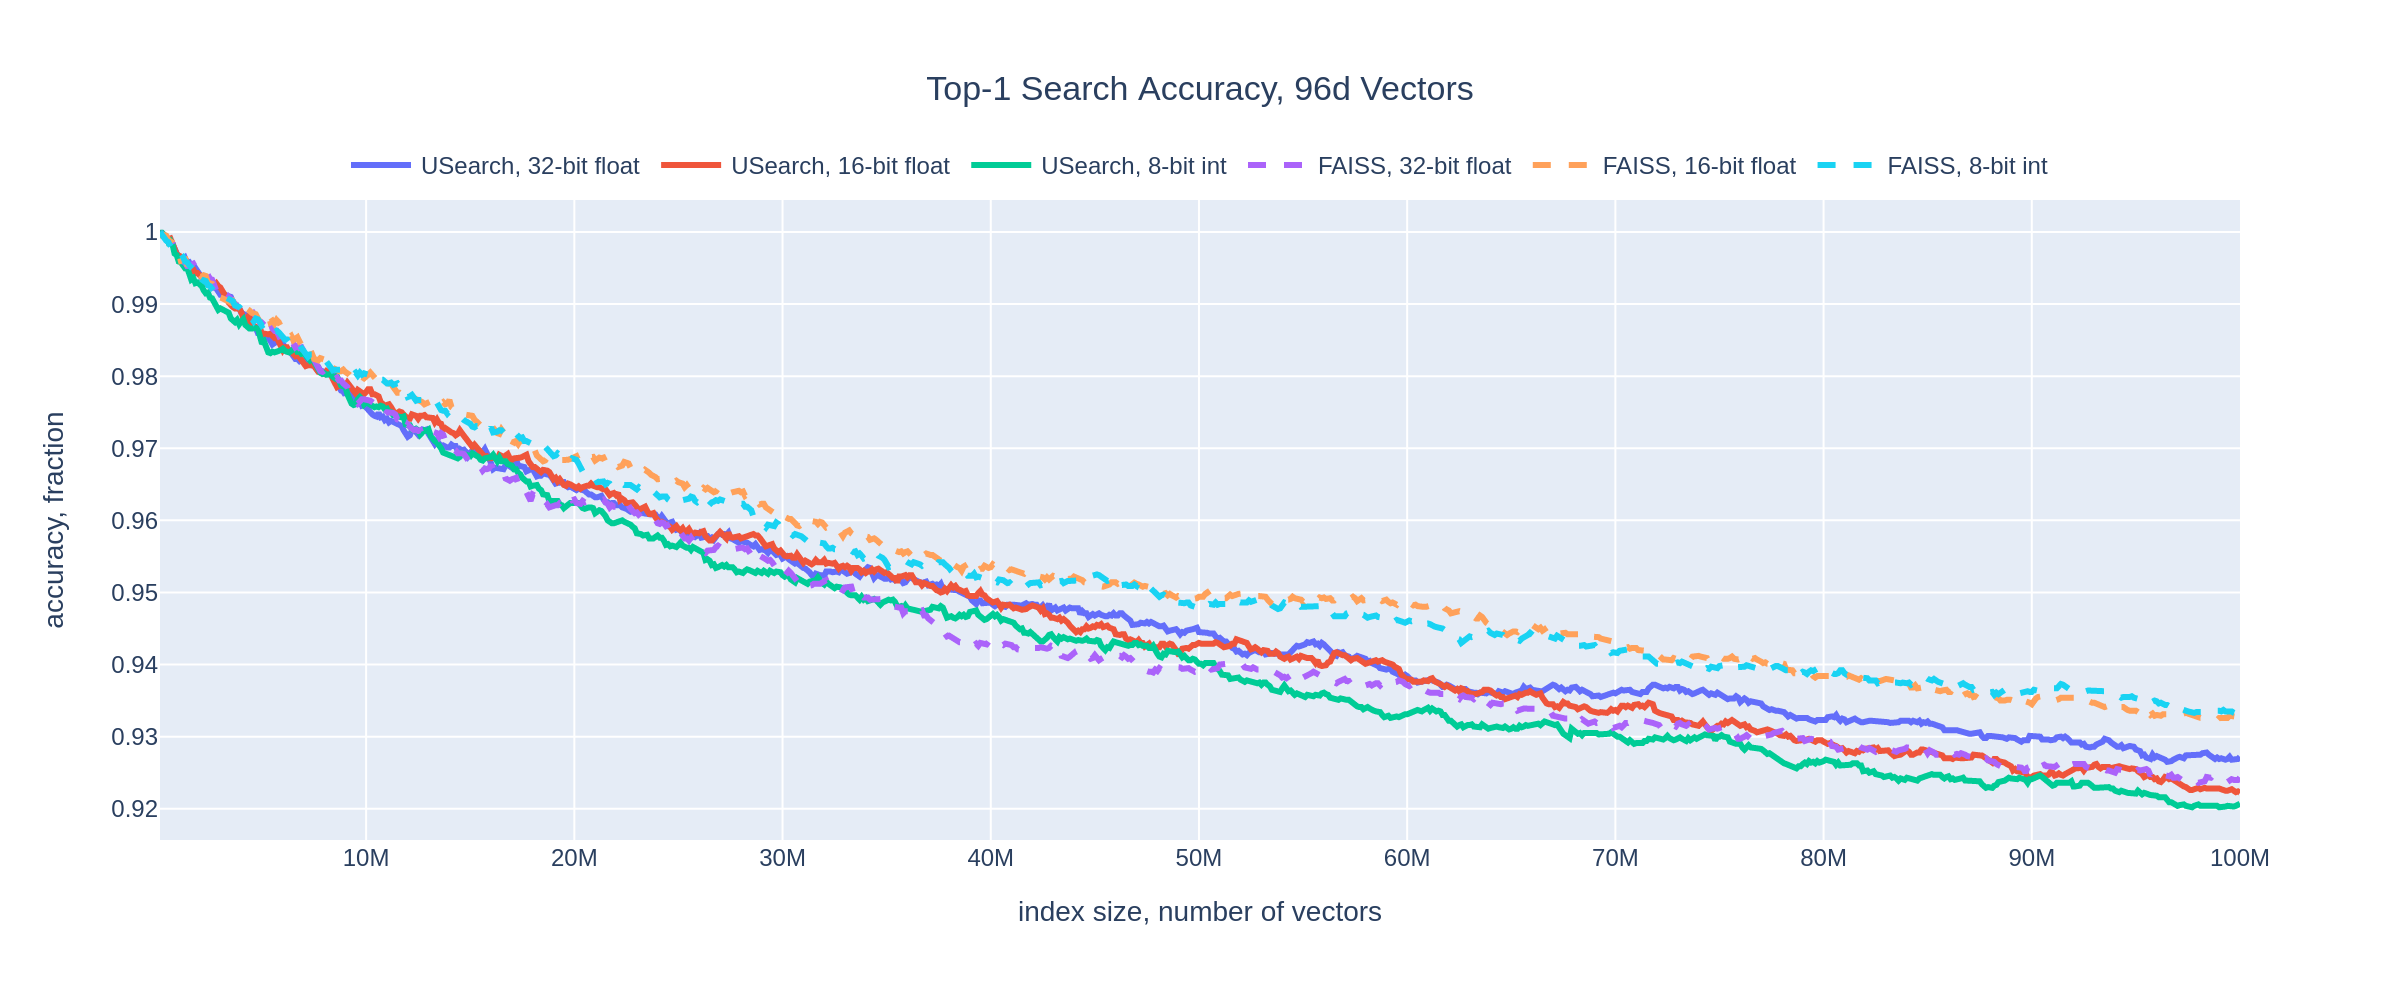 Top-1 Search Accuracy, 96d Vectors
USearch, 32-bit float USearch, 16-bit float USearch, 8-bit int FAISS, 32-bit float FAISS, 16-bit float FAISS, 8-bit int
1
0.99
0.98
0.97
0.96
0.95
0.94
0.93
0.92
accuracy, fraction
10M 20M 30M 40M 50M 60M 70M 80M 90M 100M
index size, number of vectors